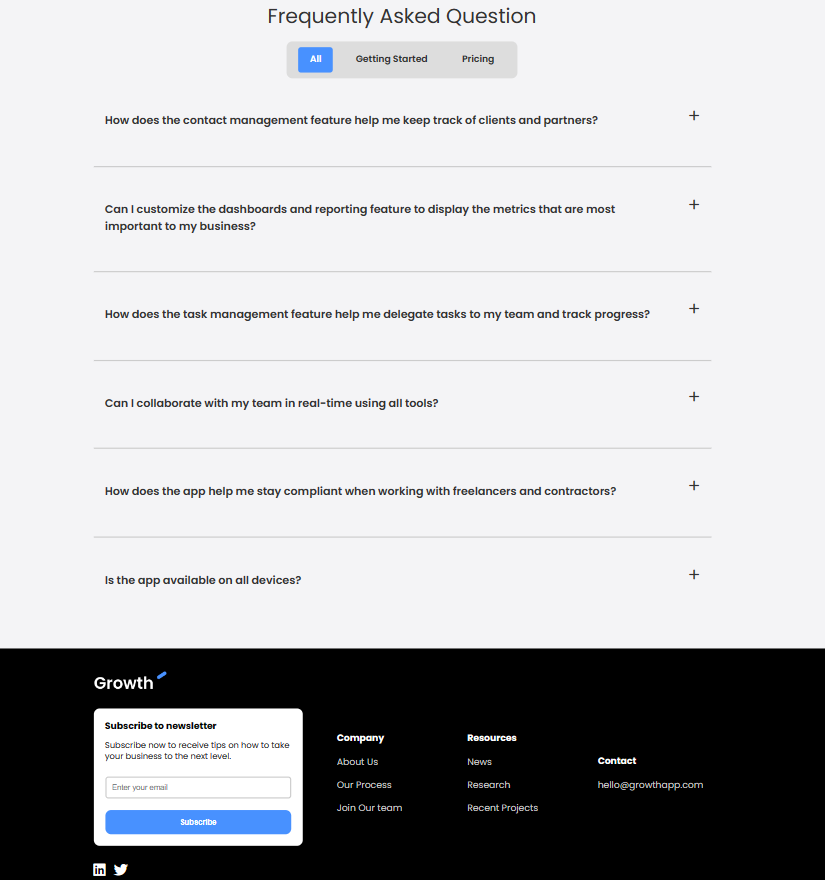 Frequently Asked Question
All
Getting Started
Pricing
How does the contact management feature help me keep track of clients and partners?
+
Can I customize the dashboards and reporting feature to display the metrics that are most
important to my business?
+
How does the task management feature help me delegate tasks to my team and track progress?
+
Can I collaborate with my team in real-time using all tools?
+
How does the app help me stay compliant when working with freelancers and contractors?
+
Is the app available on all devices?
+
Growth
Subscribe to newsletter
Subscribe now to receive tips on how to take
your business to the next level.
Enter your email
Subscribe
Company
About Us
Our Process
Join Our team
Resources
News
Research
Recent Projects
Contact
hello@growthapp.com
in